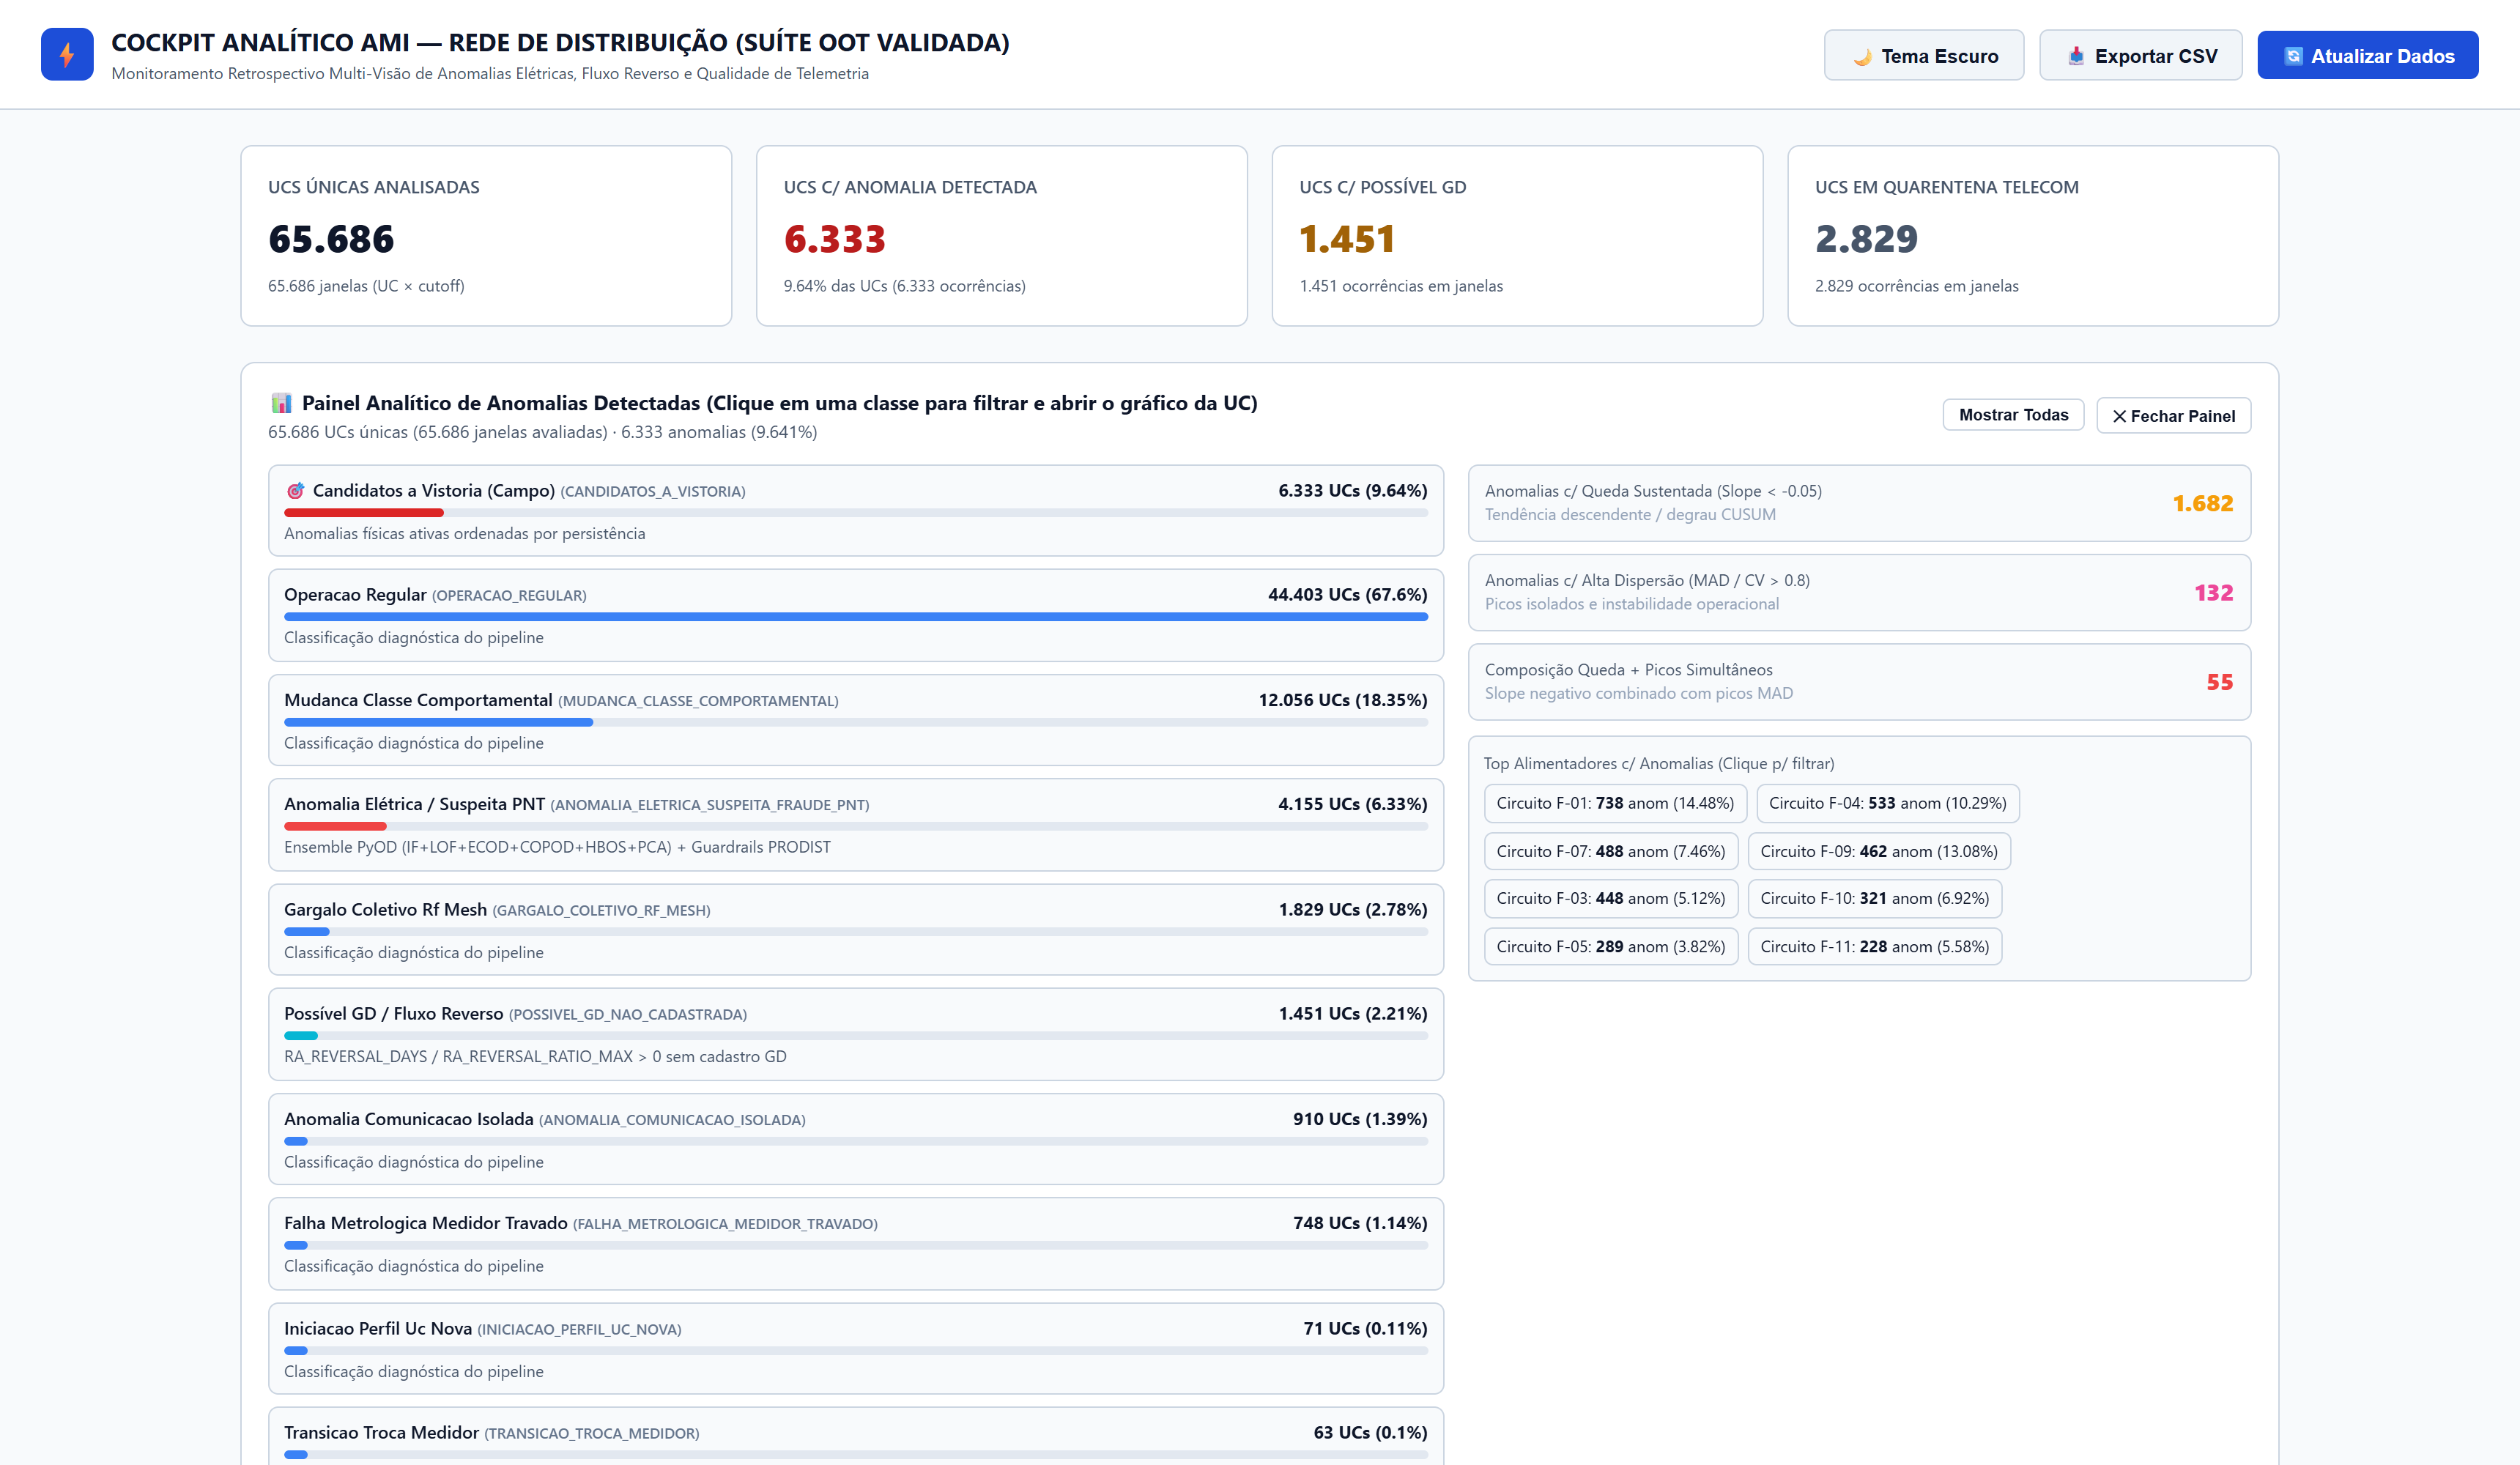 COCKPIT ANALÍTICO AMI — REDE DE DISTRIBUIÇÃO (SUÍTE OOT VALIDADA)
Monitoramento Retrospectivo Multi-Visão de Anomalias Elétricas, Fluxo Reverso e Qualidade de Telemetria
Tema Escuro
Exportar CSV
Atualizar Dados
UCS ÚNICAS ANALISADAS
65.686
65.686 janelas (UC × cutoff)
UCS C/ ANOMALIA DETECTADA
6.333
9.64% das UCs (6.333 ocorrências)
UCS C/ POSSÍVEL GD
1.451
1.451 ocorrências em janelas
UCS EM QUARENTENA TELECOM
2.829
2.829 ocorrências em janelas
Painel Analítico de Anomalias Detectadas (Clique em uma classe para filtrar e abrir o gráfico da UC)
65.686 UCs únicas (65.686 janelas avaliadas) · 6.333 anomalias (9.641%)
Mostrar Todas
✕ Fechar Painel
Candidatos a Vistoria (Campo) (CANDIDATOS_A_VISTORIA) 6.333 UCs (9.64%)
Anomalias físicas ativas ordenadas por persistência
Operacao Regular (OPERACAO_REGULAR) 44.403 UCs (67.6%)
Classificação diagnóstica do pipeline
Mudanca Classe Comportamental (MUDANCA_CLASSE_COMPORTAMENTAL) 12.056 UCs (18.35%)
Classificação diagnóstica do pipeline
Anomalia Elétrica / Suspeita PNT (ANOMALIA_ELETRICA_SUSPEITA_FRAUDE_PNT) 4.155 UCs (6.33%)
Ensemble PyOD (IF+LOF+ECOD+COPOD+HBOS+PCA) + Guardrails PRODIST
Gargalo Coletivo Rf Mesh (GARGALO_COLETIVO_RF_MESH) 1.829 UCs (2.78%)
Classificação diagnóstica do pipeline
Possível GD / Fluxo Reverso (POSSIVEL_GD_NAO_CADASTRADA) 1.451 UCs (2.21%)
RA_REVERSAL_DAYS / RA_REVERSAL_RATIO_MAX > 0 sem cadastro GD
Anomalia Comunicacao Isolada (ANOMALIA_COMUNICACAO_ISOLADA) 910 UCs (1.39%)
Classificação diagnóstica do pipeline
Falha Metrologica Medidor Travado (FALHA_METROLOGICA_MEDIDOR_TRAVADO) 748 UCs (1.14%)
Classificação diagnóstica do pipeline
Iniciacao Perfil Uc Nova (INICIACAO_PERFIL_UC_NOVA) 71 UCs (0.11%)
Classificação diagnóstica do pipeline
Transicao Troca Medidor (TRANSICAO_TROCA_MEDIDOR) 63 UCs (0.1%)
Anomalias c/ Queda Sustentada (Slope < -0.05)
Tendência descendente / degrau CUSUM
1.682
Anomalias c/ Alta Dispersão (MAD / CV > 0.8)
Picos isolados e instabilidade operacional
132
Composição Queda + Picos Simultâneos
Slope negativo combinado com picos MAD
55
Top Alimentadores c/ Anomalias (Clique p/ filtrar)
Circuito F-01: 738 anom (14.48%)
Circuito F-04: 533 anom (10.29%)
Circuito F-07: 488 anom (7.46%)
Circuito F-09: 462 anom (13.08%)
Circuito F-03: 448 anom (5.12%)
Circuito F-10: 321 anom (6.92%)
Circuito F-05: 289 anom (3.82%)
Circuito F-11: 228 anom (5.58%)